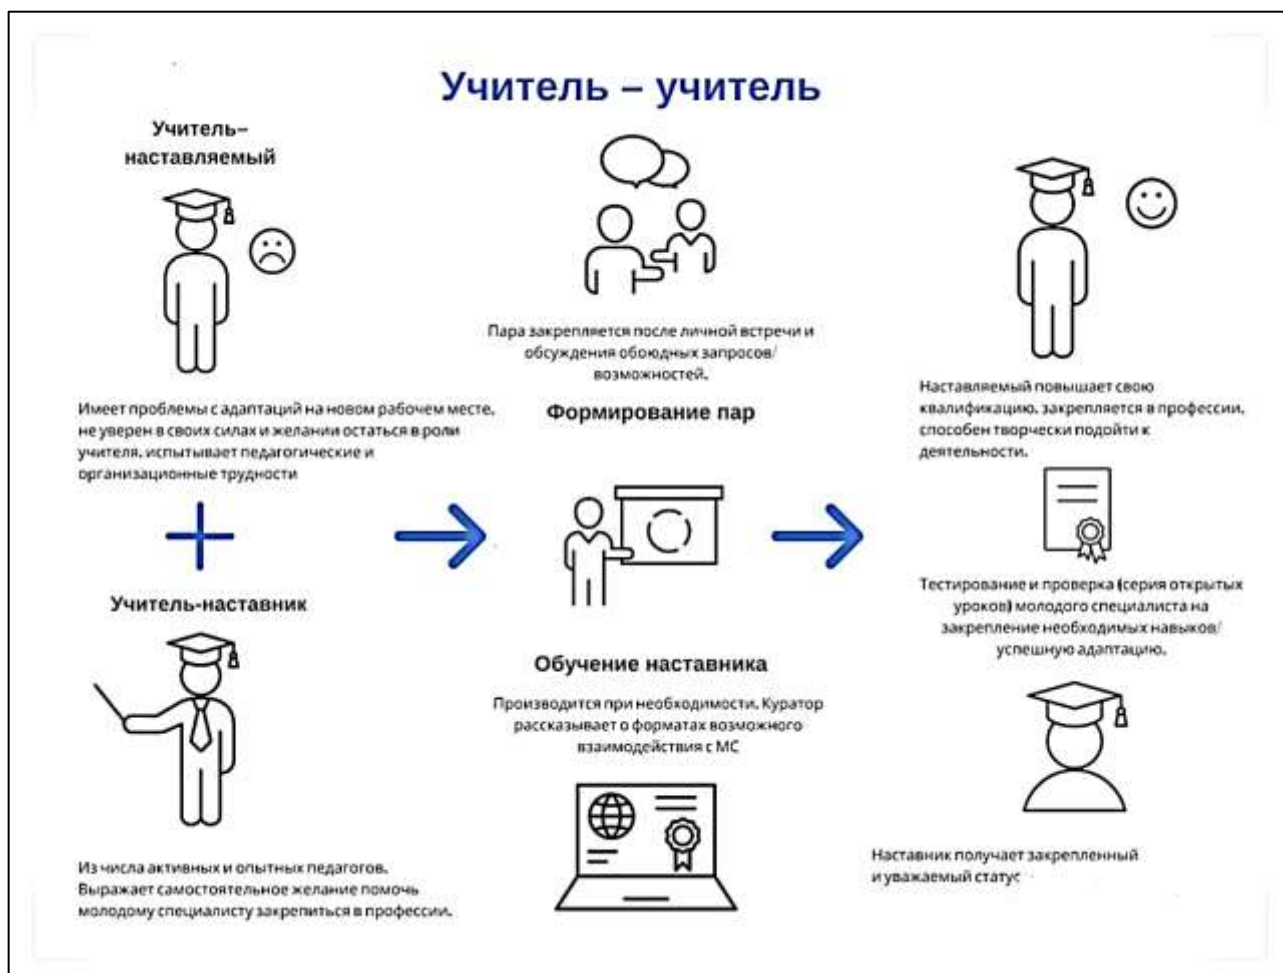 Учитель – учитель
Учитель–
наставляемый
Имеет проблемы с адаптаций на новом рабочем месте,
не уверен в своих силах и желании остаться в роли
учителя, испытывает педагогические и
организационные трудности
Учитель-наставник
Из числа активных и опытных педагогов.
Выражает самостоятельное желание помочь
молодому специалисту закрепиться в профессии.
Пара закрепляется после личной встречи и
обсуждения обоюдных запросов/
возможностей.
Формирование пар
Обучение наставника
Производится при необходимости. Куратор
рассказывает о форматах возможного
взаимодействия с МС
Наставляемый повышает свою
квалификацию, закрепляется в профессии,
способен творчески подойти к
деятельности.
Тестирование и проверка (серия открытых
уроков) молодого специалиста на
закрепление необходимых навыков/
успешную адаптацию.
Наставник получает закрепленный
и уважаемый статус